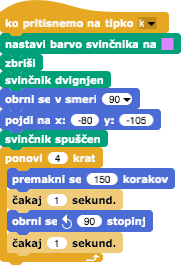 ko pritisnemo na tipko k
nastavi barvo svinčnika na
zbriši
svinčnik dvignjen
obrni se v smeri 90
pojdi na x: -80 y: -105
svinčnik spuščen
ponovi 4 krat
premakni se 150 korakov
čakaj 1 sekund.
obrni se 90 stopinj
čakaj 1 sekund.